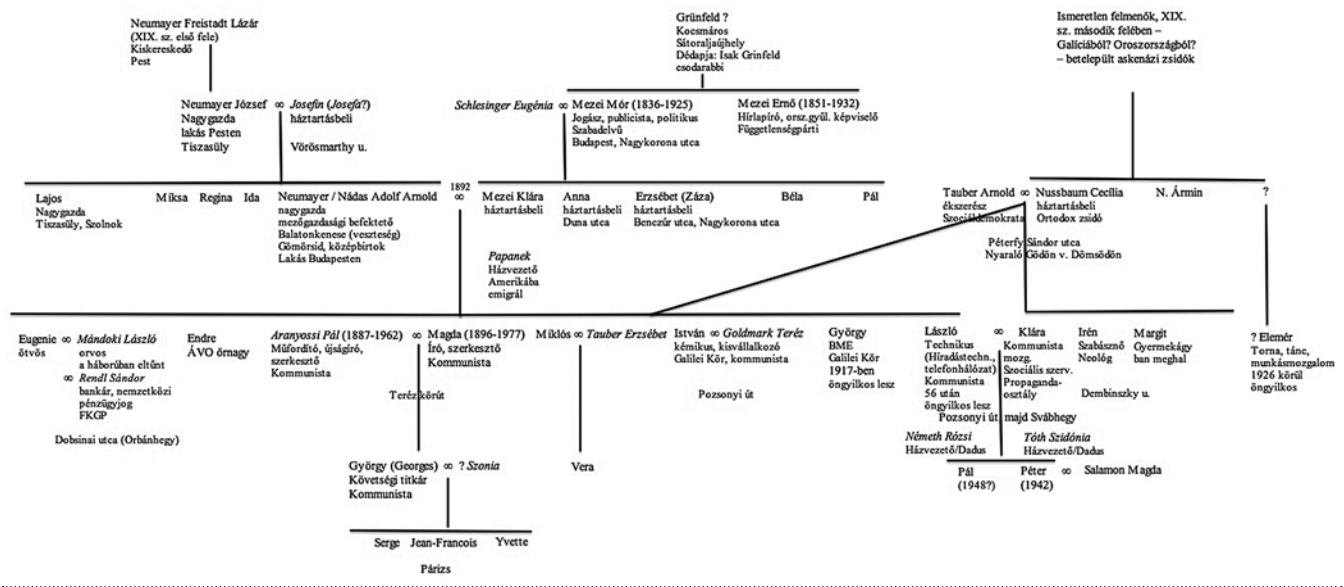 Neumayer Freistadt Lázár
(XIX. sz. első fele)
Kiskereskedő
Pest
Grünfeld ?
Kocsmáros
Sátoraljaújhely
Dédapja: Isak Grinfeld
csodarabbi
Ismeretlen felmenők, XIX.
sz. második felében –
Galíciából? Oroszországból?
– betelepült askenázi zsidók
Neumayer József ∞ Josefin (Josefa?)
Nagygazda háztartásbeli
lakás Pesten
Tiszasüly Vörösmarthy u.
Schlesinger Eugénia ∞ Mezei Mór (1836-1925)
Jogász, publicista, politikus
Szabadelvű
Budapest, Nagykorona utca
Mezei Ernő (1851-1932)
Hírlapíró, orsz.gyűl. képviselő
Függetlenségpárti
Lajos
Nagygazda
Tiszasüly, Szolnok
Miksa Regina Ida
Neumayer / Nádas Adolf Arnold
nagygazda
mezőgazdasági befektető
Balatonkenese (veszteség)
Gömörsid, középbirtok
Lakás Budapesten
1892
∞
Mezei Klára
háztartásbeli
Anna
háztartásbeli
Duna utca
Erzsébet (Záza)
háztartásbeli
Benezúr utca, Nagykorona utca
Béla
Pál
Papanek
Házvezető
Amerikába
emigrál
Tauber Arnold ∞ Nussbaum Cecília
ékszerész háztartásbeli
Szociáldemokrata Ortodox zsidó
Péterfy Sándor utca
Nyaraló Gödön v. Dömsödön
N. Ármin
?
Eugenie ∞ Mándoki László
ötvös orvos
a háborúban eltűnt
∞ Rendl Sándor
bankár, nemzetközi
pénzügyjog
FKGP
Dobsinai utca (Orbánhegy)
Endre
ÁVO őrnagy
Aranyossi Pál (1887-1962) ∞ Magda (1896-1977)
Műfordító, újságíró, Író, szerkesztő
szerkesztő Kommunista
Kommunista
Teréz körút
Miklós ∞ Tauber Erzsébet
István ∞ Goldmark Teréz
kémikus, kisvállalkozó
Galilei Kör, kommunista
Pozsonyi út
György
BME
Galilei Kör
1917-ben
öngyilkos lesz
László ∞ Klára
Technikus Kommunista
(Híradástechn., mozg.
telefonhálózat) Szociális szerv.
Kommunista Propaganda-
56 után osztály
öngyilkos lesz
Pozsonyi út majd Svábhegy
Irén
Szabásznő
Neológ
Dembinszky u.
Margit
Gyermekágy
ban meghal
? Elemér
Torna, tánc,
munkásmozgalom
1926 körül
öngyilkos
Németh Rózsi
Házvezető/Dadus
Tóth Szidónia
Házvezető/Dadus
György (Georges) ∞ ? Szonia
Követségi titkár
Kommunista
Vera
Pál
(1948?)
Péter ∞ Salamon Magda
(1942)
Serge Jean-Francois Yvette
Párizs